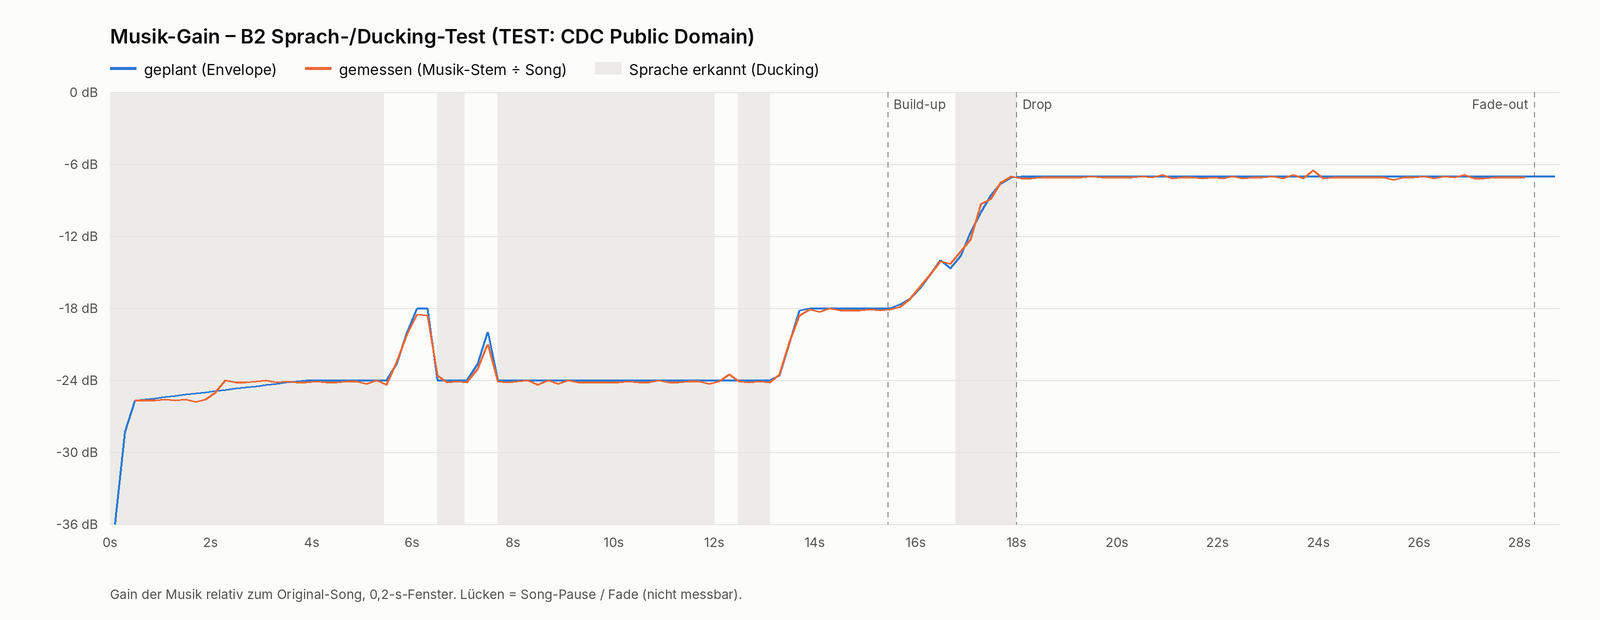 Musik-Gain – B2 Sprach-/Ducking-Test (TEST: CDC Public Domain)
geplant (Envelope) gemessen (Musik-Stem ÷ Song) Sprache erkannt (Ducking)
0 dB
Build-up Drop Fade-out
-6 dB
-12 dB
-18 dB
-24 dB
-30 dB
-36 dB
0s 2s 4s 6s 8s 10s 12s 14s 16s 18s 20s 22s 24s 26s 28s
Gain der Musik relativ zum Original-Song, 0,2-s-Fenster. Lücken = Song-Pause / Fade (nicht messbar).